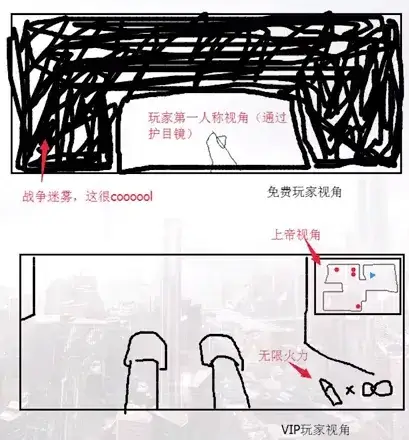 玩家第一人称视角（通过
护目镜）
战争迷雾，这很coooool
免费玩家视角
上帝视角
无限火力
VIP玩家视角